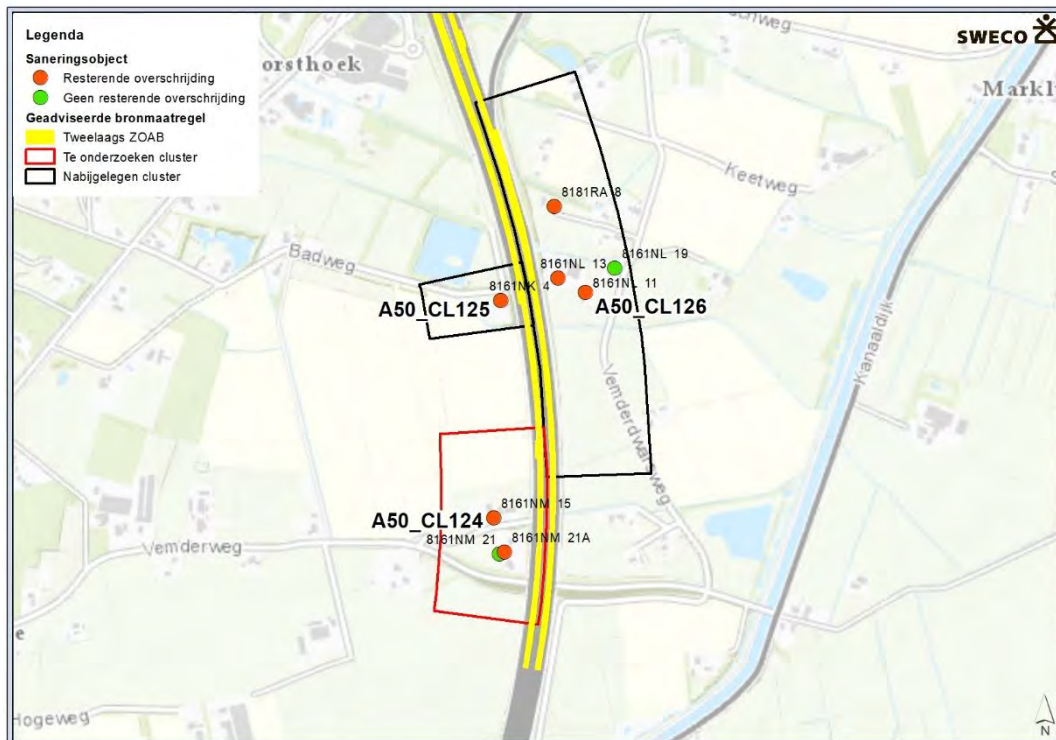 Legenda
Saneringsobject
Resterende overschrijding
Geen resterende overschrijding
Geadviseerde bronmaatregel
Tweelaags ZOAB
Te onderzoeken cluster
Nabijgelegen cluster
SWECO
orsthoek
Marklu
Keetweg
8181RA 8
Badweg
8161NL 19
8161NL 13
8161NK 4
8161NL 11
A50_CL125
A50_CL126
Kanaaldijk
Vemderdwarsweg
8161NM 15
A50_CL124
8161NM 21
8161NM 21A
Vemderweg
e
Hogeweg
N